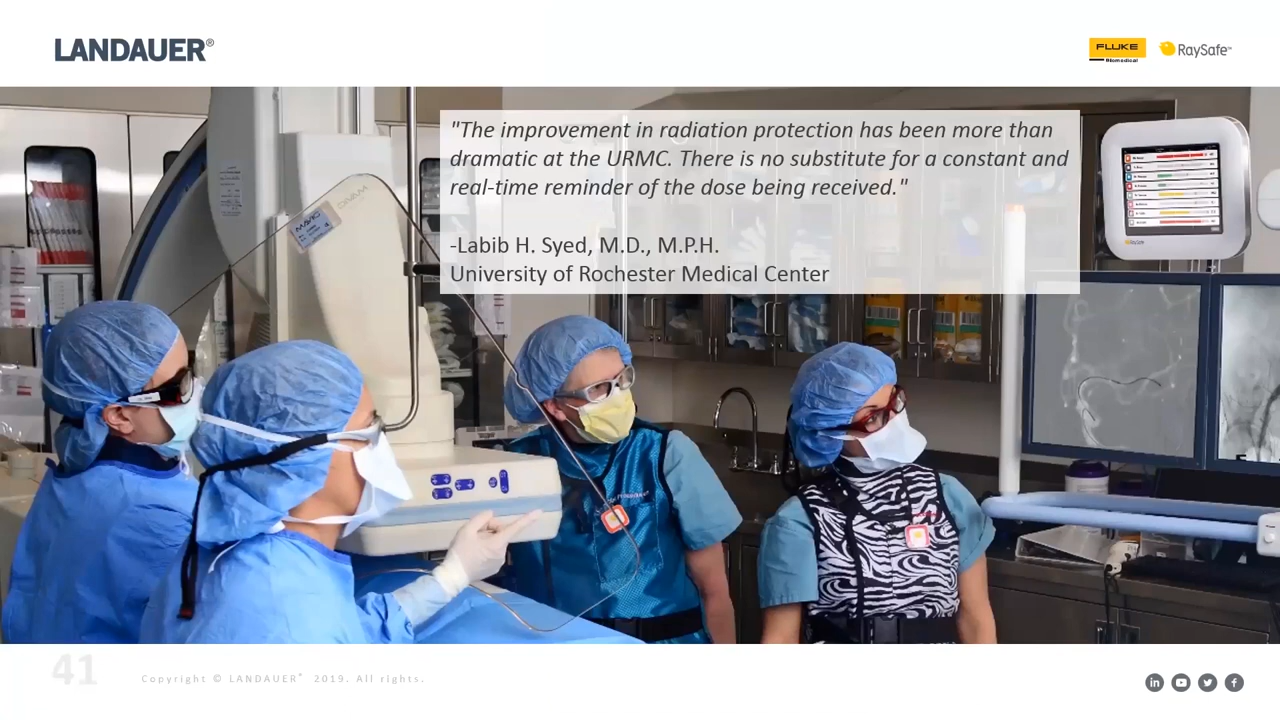 LANDAUER®
FLUKE
Biomedical
RaySafe™
"The improvement in radiation protection has been more than
dramatic at the URMC. There is no substitute for a constant and
real-time reminder of the dose being received."
-Labib H. Syed, M.D., M.P.H.
University of Rochester Medical Center
MAVIG
RaySafe
41
Copyright © LANDAUER® 2019. All rights.